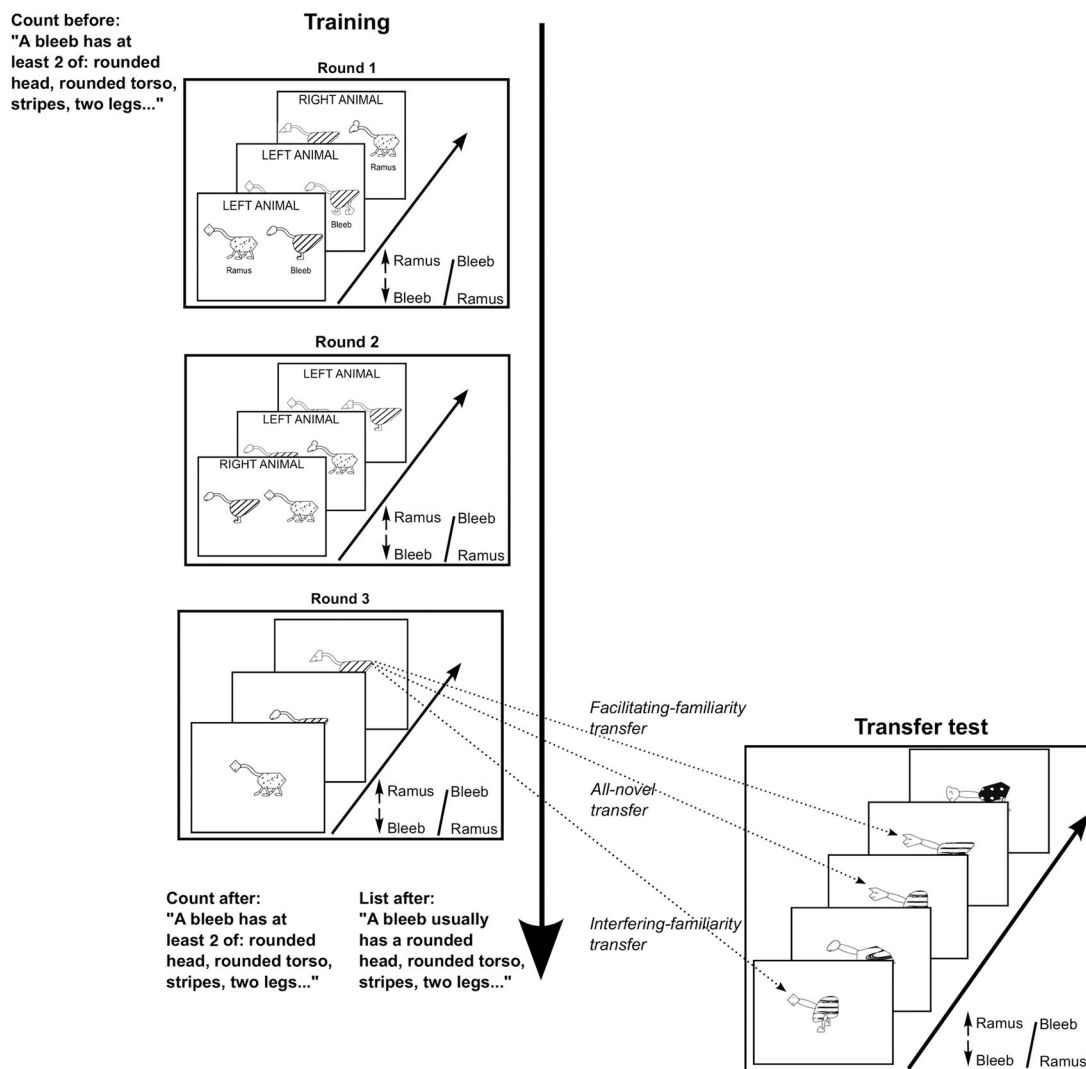 Count before:
"A bleeb has at
least 2 of: rounded
head, rounded torso,
stripes, two legs..."
Training
Round 1
RIGHT ANIMAL
Ramus
LEFT ANIMAL
Bleeb
LEFT ANIMAL
Ramus Bleeb
Ramus Bleeb
Bleeb Ramus
Round 2
LEFT ANIMAL
LEFT ANIMAL
RIGHT ANIMAL
Ramus Bleeb
Bleeb Ramus
Round 3
Ramus Bleeb
Bleeb Ramus
Count after:
"A bleeb has at
least 2 of: rounded
head, rounded torso,
stripes, two legs..."
List after:
"A bleeb usually
has a rounded
head, rounded torso,
stripes, two legs..."
Facilitating-familiarity
transfer
All-novel
transfer
Interfering-familiarity
transfer
Transfer test
Ramus Bleeb
Bleeb Ramus